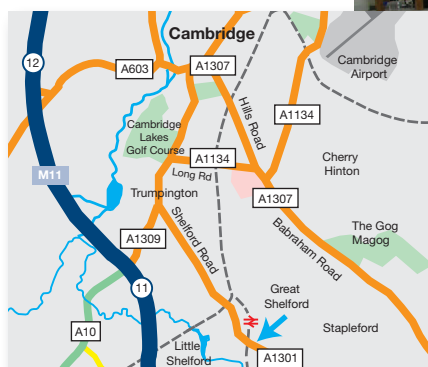 Cambridge
12
A603
A1307
Cambridge
Airport
Hills Road
A1134
Cambridge
Lakes
Golf Course
A1134
Cherry
Hinton
Long Rd
M11
Trumpington
A1307
Shelford Road
Babraham Road
The Gog
Magog
A1309
11
Great
Shelford
A10
Stapleford
Little
Shelford
A1301